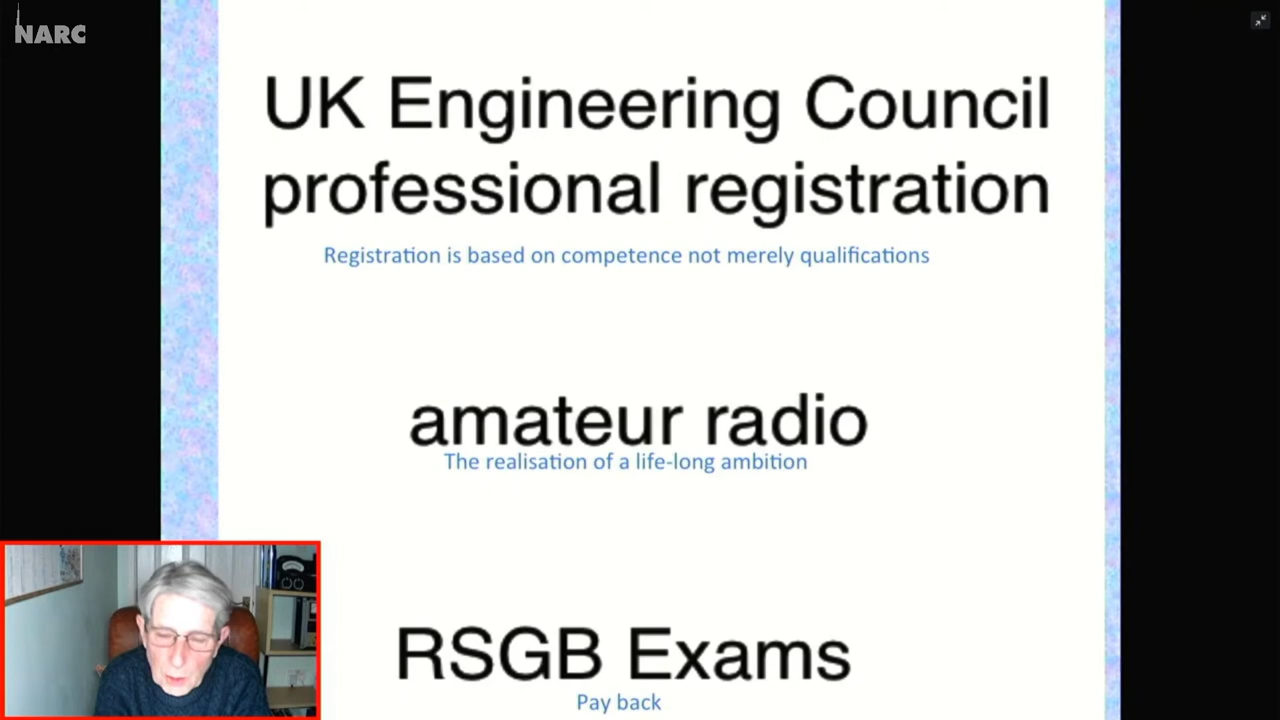 NARC
UK Engineering Council
professional registration
Registration is based on competence not merely qualifications
amateur radio
The realisation of a life-long ambition
RSGB Exams
Pay back